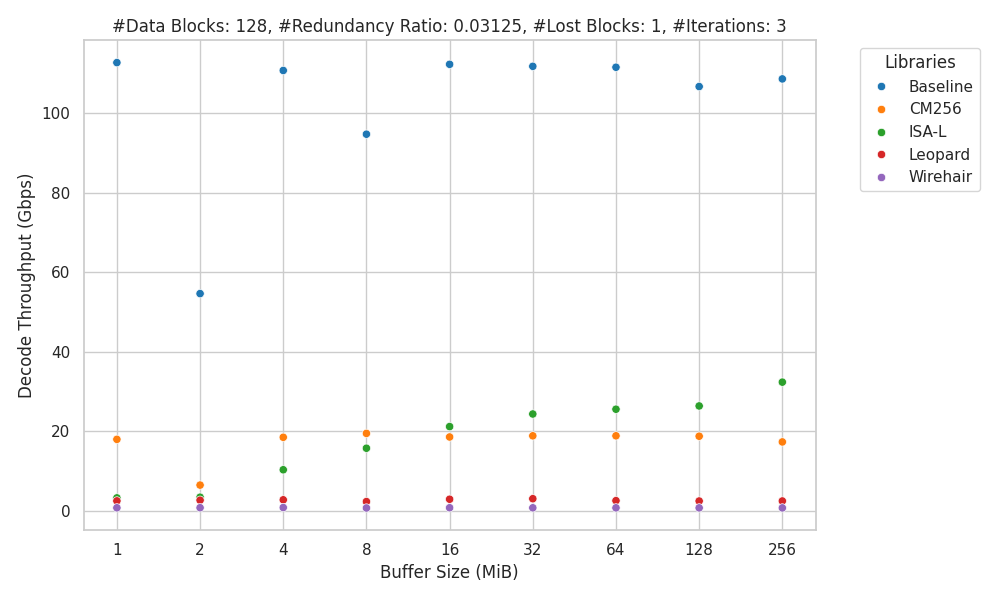 #Data Blocks: 128, #Redundancy Ratio: 0.03125, #Lost Blocks: 1, #Iterations: 3
Libraries
Baseline
CM256
ISA-L
Leopard
Wirehair
Decode Throughput (Gbps)
100
80
60
40
20
0
1 2 4 8 16 32 64 128 256
Buffer Size (MiB)